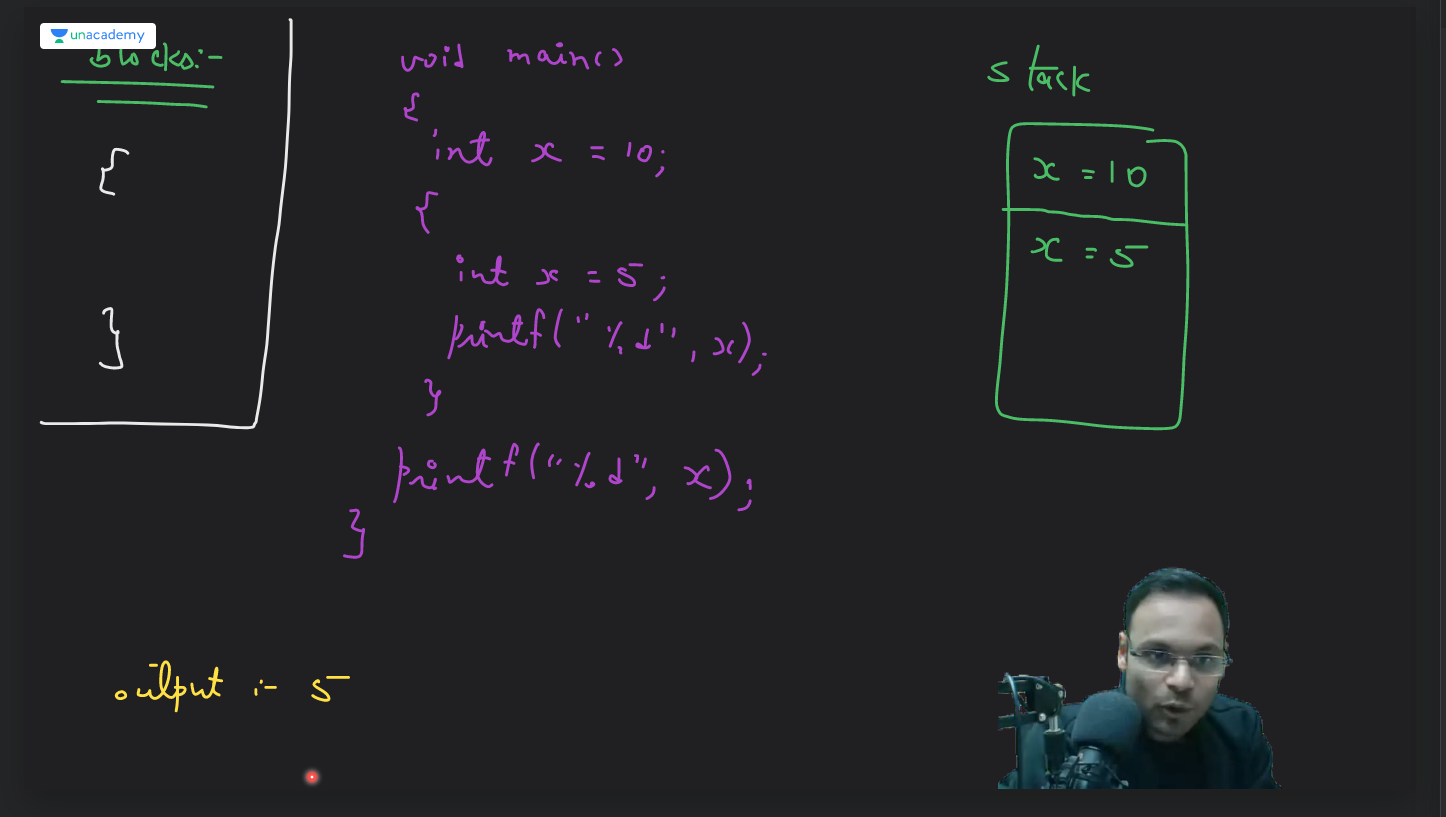 unacademy
blocks:-
{
}
void main()
{
int x = 10;
{
int x = 5;
printf("%d", x);
}
printf("%d", x);
}
stack
x = 10
x = 5
output :- 5